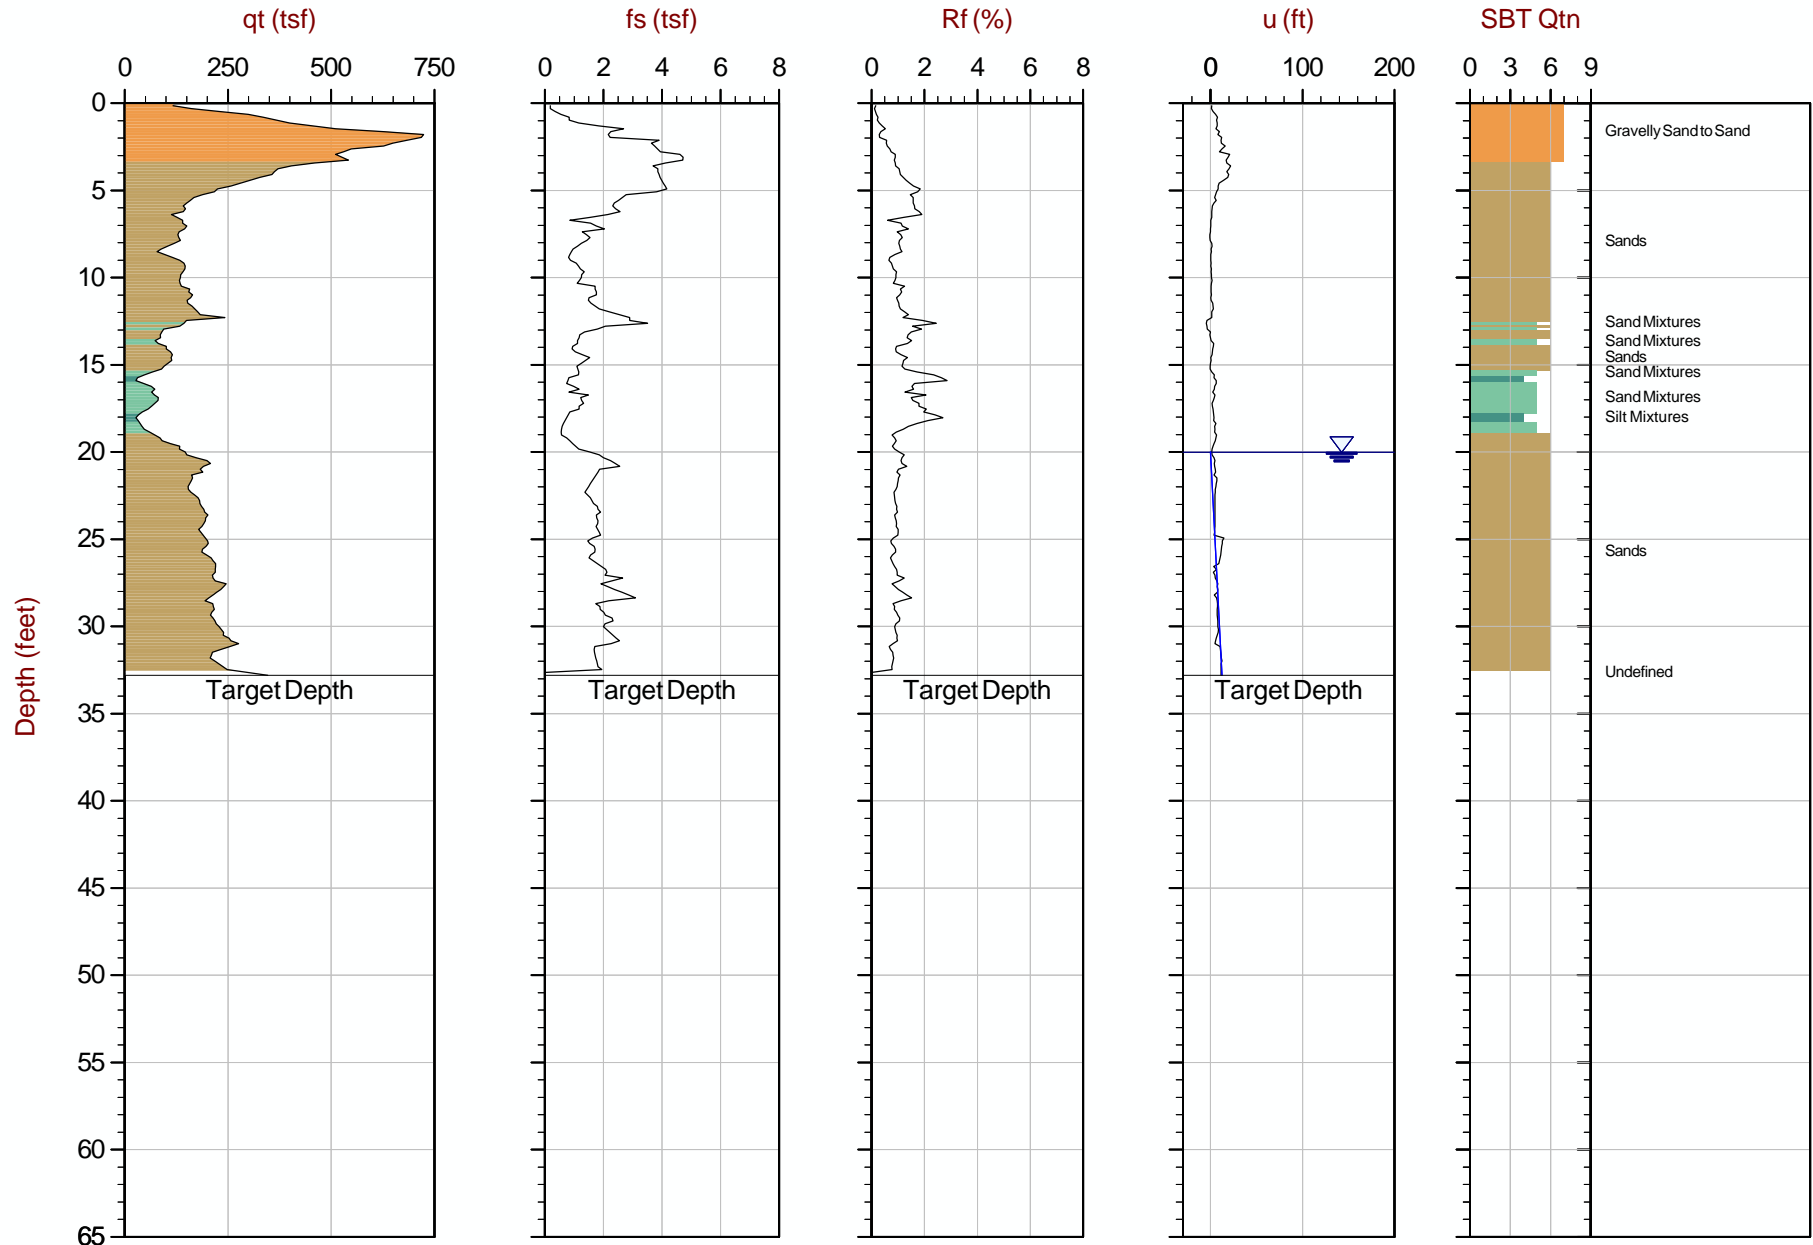 qt (tsf) fs (tsf) Rf (%) u (ft) SBT Qtn
0 250 500 750 0 2 4 6 8 0 2 4 6 8 0 100 200 0 3 6 9
0
Gravelly Sand to Sand
5
Sands
10
Sand Mixtures
Sand Mixtures
Sands
15
Sand Mixtures
Sand Mixtures
Silt Mixtures
20
25
Sands
30
Undefined
Target Depth Target Depth Target Depth Target Depth
Depth (feet)
35
40
45
50
55
60
65